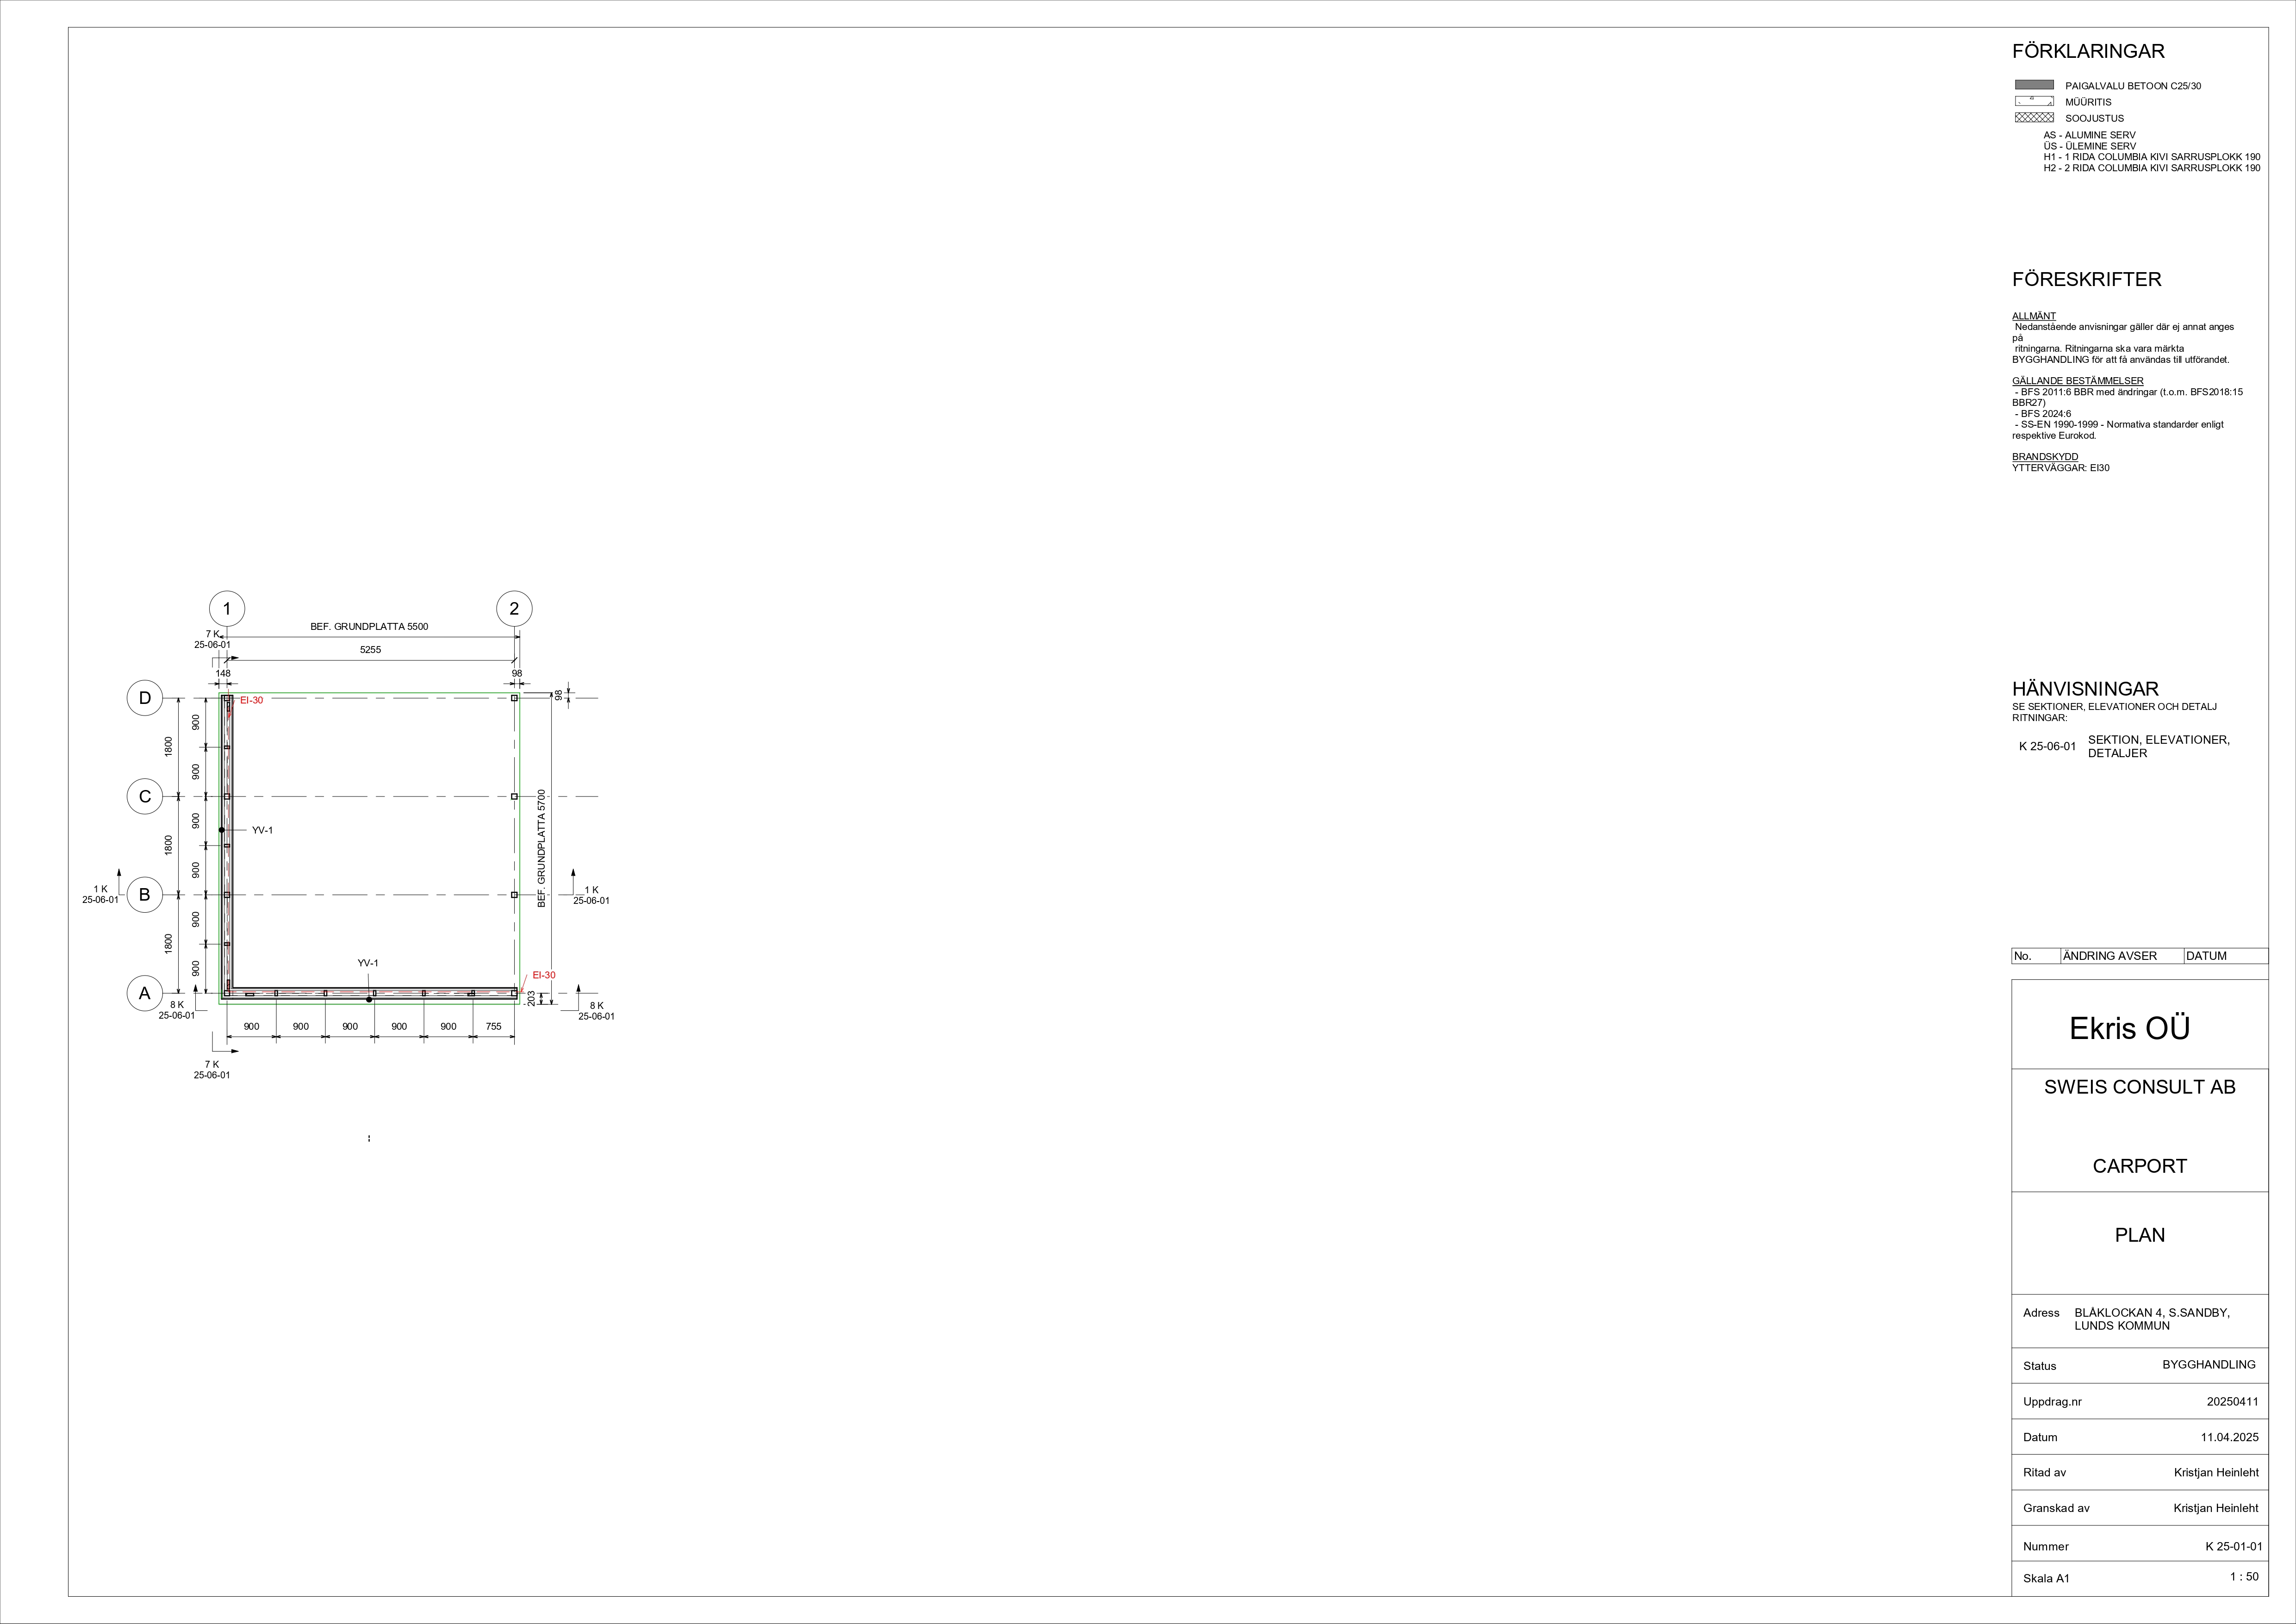 FÖRKLARINGAR
PAIGALVALU BETOON C25/30
MÜÜRITIS
SOOJUSTUS
AS - ALUMINE SERV
ÜS - ÜLEMINE SERV
H1 - 1 RIDA COLUMBIA KIVI SARRUSPLOKK 190
H2 - 2 RIDA COLUMBIA KIVI SARRUSPLOKK 190
FÖRESKRIFTER
ALLMÄNT
Nedanstående anvisningar gäller där ej annat anges
på
ritningarna. Ritningarna ska vara märkta
BYGGHANDLING för att få användas till utförandet.
GÄLLANDE BESTÄMMELSER
- BFS 2011:6 BBR med ändringar (t.o.m. BFS2018:15
BBR27)
- BFS 2024:6
- SS-EN 1990-1999 - Normativa standarder enligt
respektive Eurokod.
BRANDSKYDD
YTTERVÄGGAR: EI30
1
2
BEF. GRUNDPLATTA 5500
7 K
25-06-01
5255
148
98
98
D
EI-30
900
1800
900
C
900
YV-1
1800
900
BEF. GRUNDPLATTA 5700
1 K
25-06-01
B
1 K
25-06-01
900
1800
900
YV-1
EI-30
A
203
8 K
25-06-01
8 K
25-06-01
900
900
900
900
900
755
7 K
25-06-01
HÄNVISNINGAR
SE SEKTIONER, ELEVATIONER OCH DETALJ
RITNINGAR:
K 25-06-01 SEKTION, ELEVATIONER,
DETALJER
No. ÄNDRING AVSER DATUM
Ekris OÜ
SWEIS CONSULT AB
CARPORT
PLAN
Adress BLÅKLOCKAN 4, S.SANDBY,
LUNDS KOMMUN
Status BYGGHANDLING
Uppdrag.nr 20250411
Datum 11.04.2025
Ritad av Kristjan Heinleht
Granskad av Kristjan Heinleht
Nummer K 25-01-01
Skala A1 1 : 50